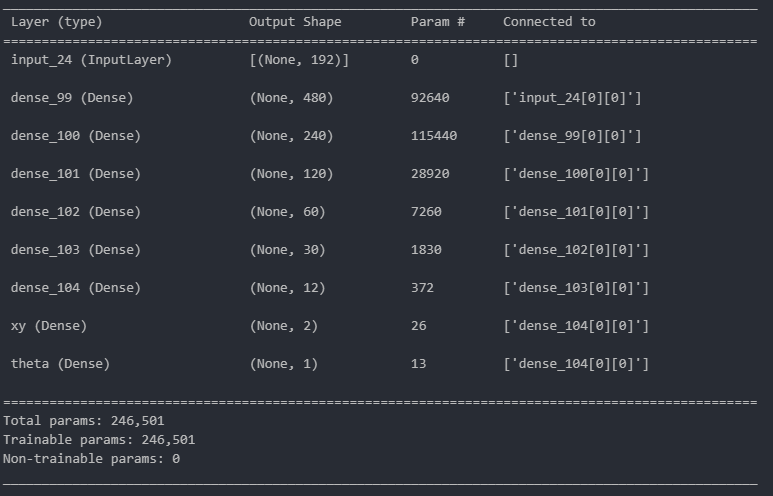 Layer (type) Output Shape Param # Connected to
==================================================================================================
input_24 (InputLayer) [(None, 192)] 0 []
dense_99 (Dense) (None, 480) 92640 ['input_24[0][0]']
dense_100 (Dense) (None, 240) 115440 ['dense_99[0][0]']
dense_101 (Dense) (None, 120) 28920 ['dense_100[0][0]']
dense_102 (Dense) (None, 60) 7260 ['dense_101[0][0]']
dense_103 (Dense) (None, 30) 1830 ['dense_102[0][0]']
dense_104 (Dense) (None, 12) 372 ['dense_103[0][0]']
xy (Dense) (None, 2) 26 ['dense_104[0][0]']
theta (Dense) (None, 1) 13 ['dense_104[0][0]']
==================================================================================================
Total params: 246,501
Trainable params: 246,501
Non-trainable params: 0